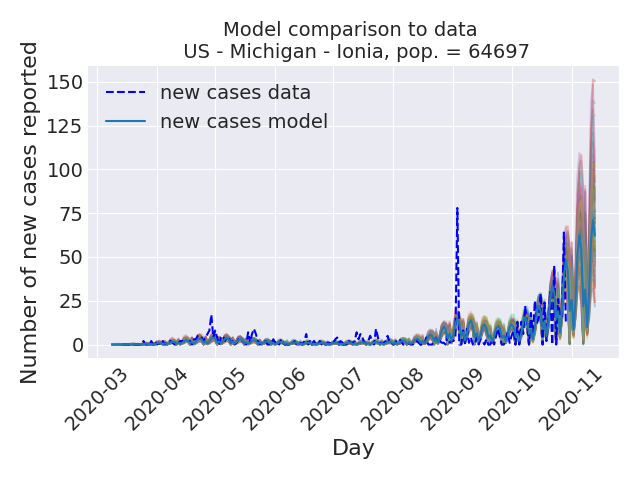 Model comparison to data
US - Michigan - Ionia, pop. = 64697
Number of new cases reported
150
125
100
75
50
25
0
new cases data
new cases model
2020-03
2020-04
2020-05
2020-06
2020-07
2020-08
2020-09
2020-10
2020-11
Day